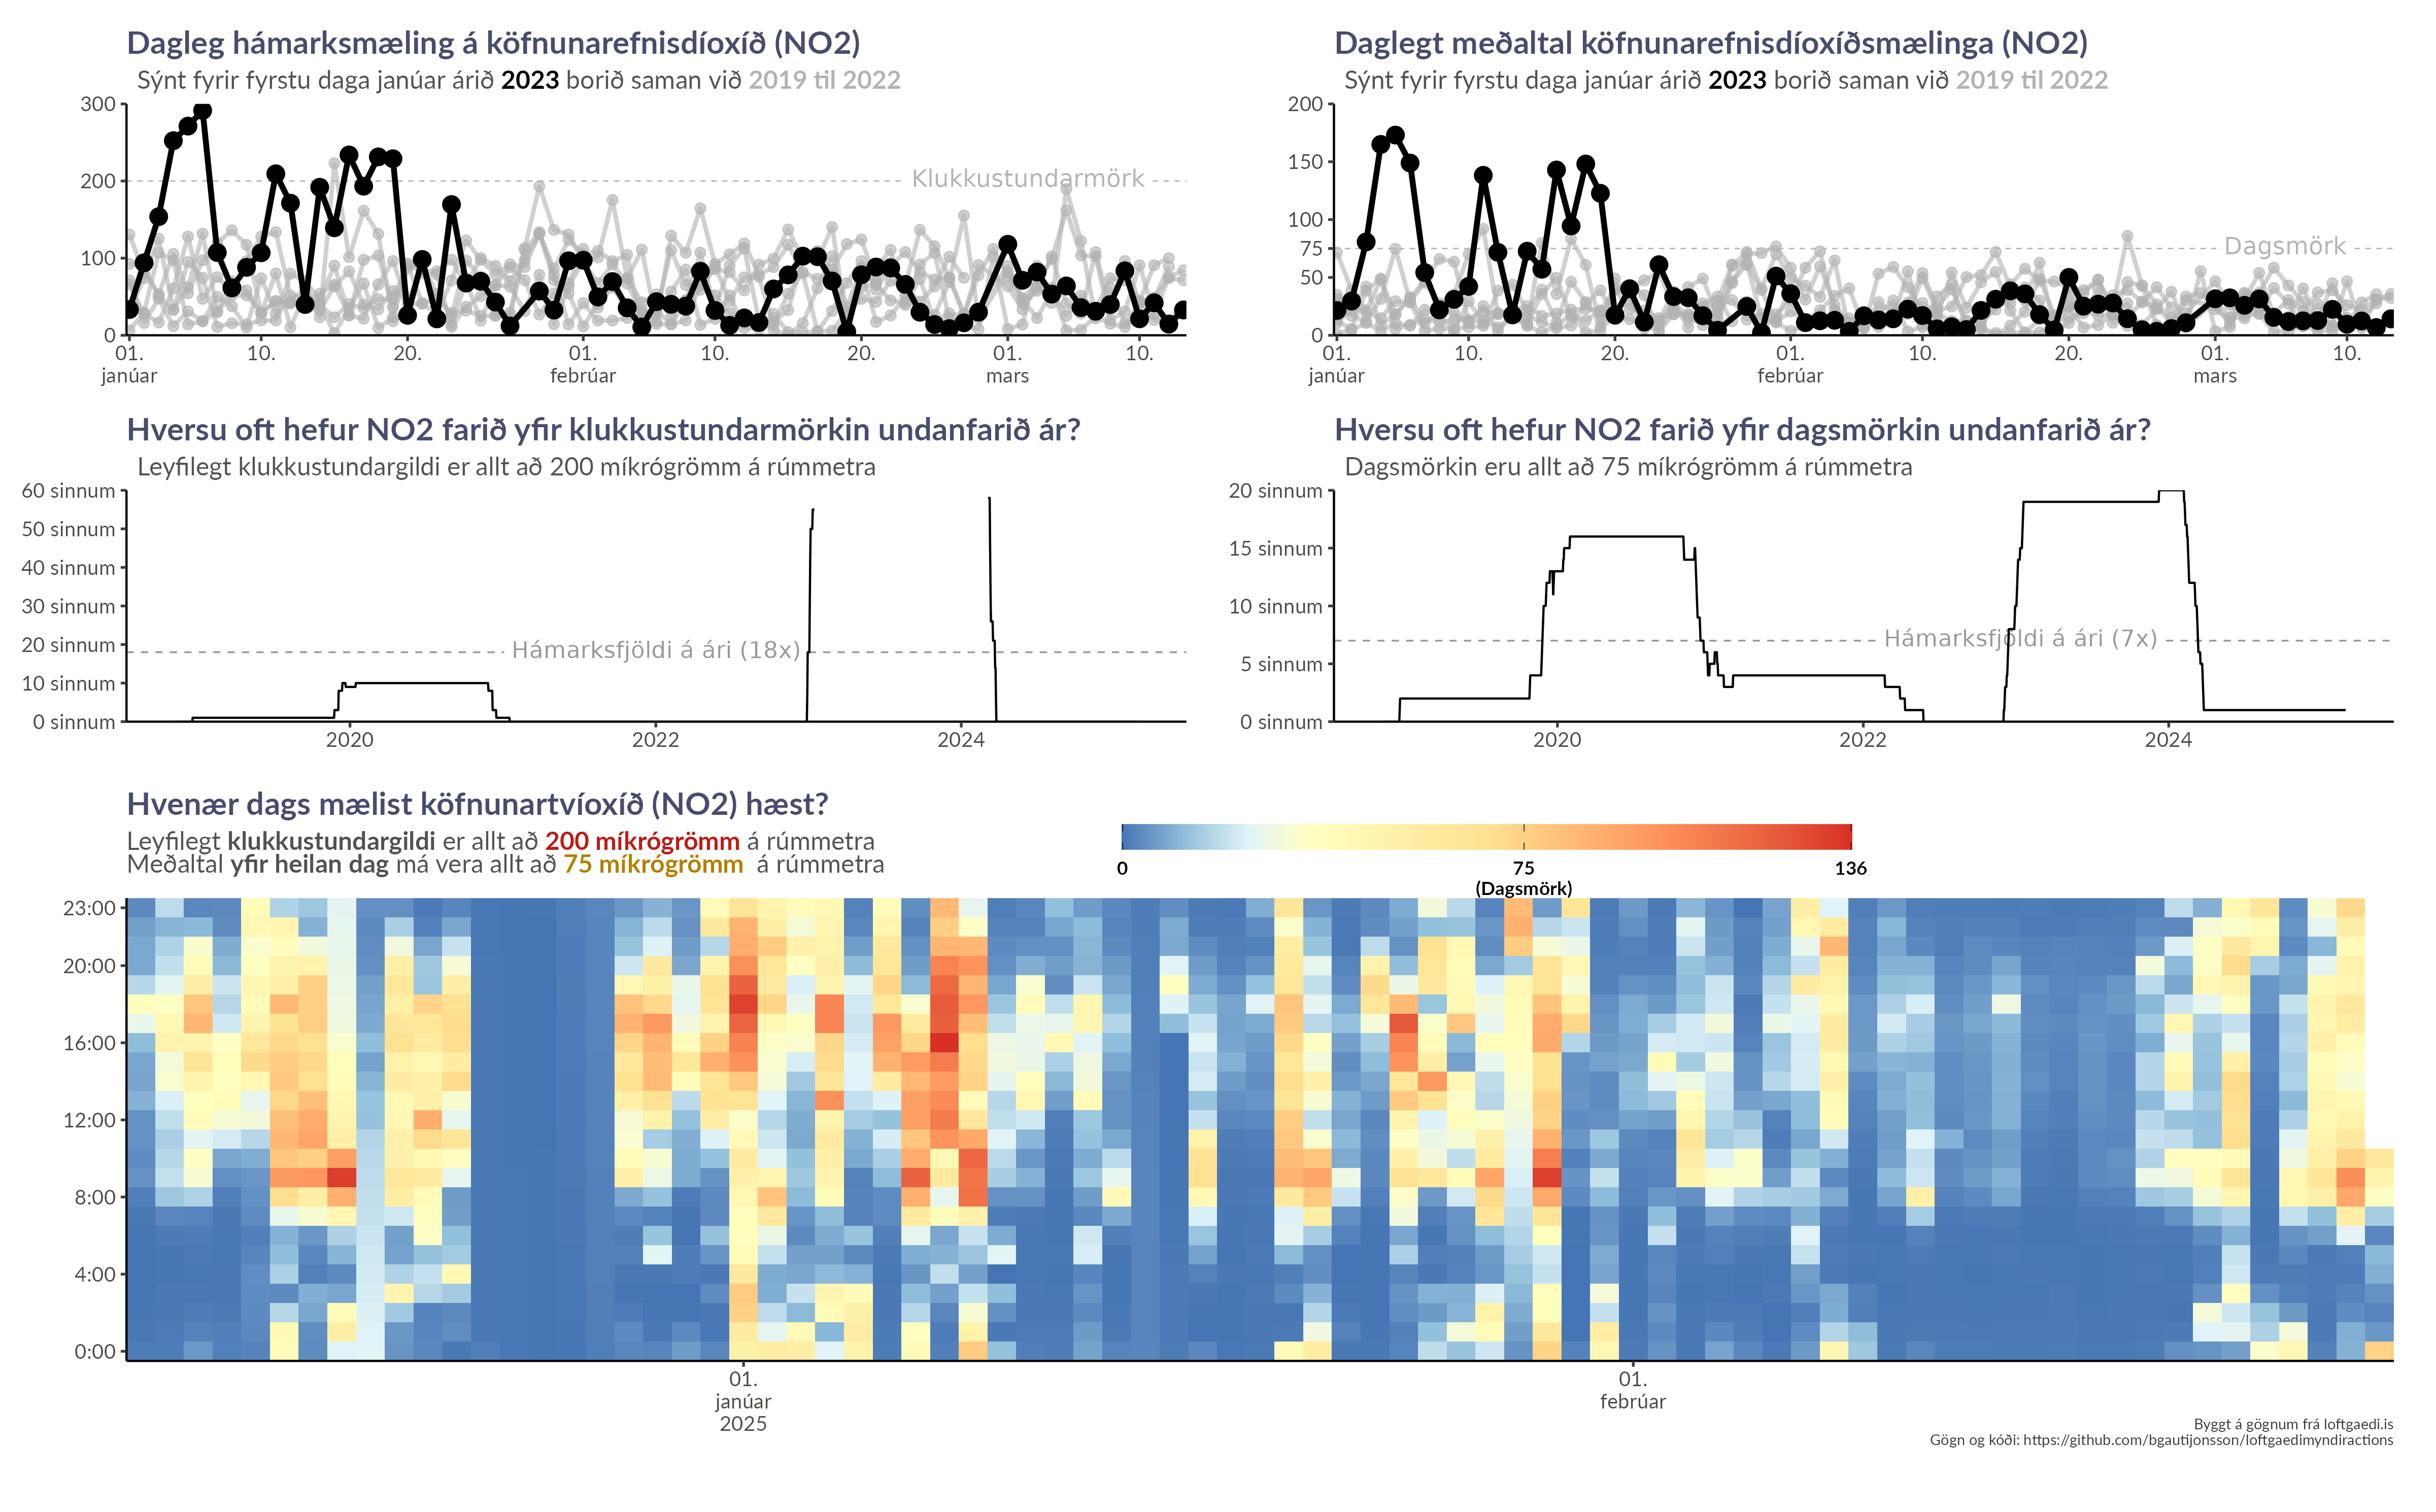 Dagleg hámarksmæling á köfnunarefnisdíoxíð (NO2)
Sýnt fyrir fyrstu daga janúar árið 2023 borið saman við 2019 til 2022
300
200
100
0
Klukkustundarmörk
01.
janúar
10.
20.
01.
febrúar
10.
20.
01.
mars
10.
Daglegt meðaltal köfnunarefnisdíoxíðsmælinga (NO2)
Sýnt fyrir fyrstu daga janúar árið 2023 borið saman við 2019 til 2022
200
150
100
75
50
0
Dagsmörk
01.
janúar
10.
20.
01.
febrúar
10.
20.
01.
mars
10.
Hversu oft hefur NO2 farið yfir klukkustundarmörkin undanfarið ár?
Leyfilegt klukkustundargildi er allt að 200 míkrógrömm á rúmmetra
60 sinnum
50 sinnum
40 sinnum
30 sinnum
20 sinnum
10 sinnum
0 sinnum
Hámarksfjöldi á ári (18x)
2020
2022
2024
Hversu oft hefur NO2 farið yfir dagsmörkin undanfarið ár?
Dagsmörkin eru allt að 75 míkrógrömm á rúmmetra
20 sinnum
15 sinnum
10 sinnum
5 sinnum
0 sinnum
Hámarksfjöldi á ári (7x)
2020
2022
2024
Hvenær dags mælist köfnunartvíoxíð (NO2) hæst?
Leyfilegt klukkustundargildi er allt að 200 míkrógrömm á rúmmetra
Meðaltal yfir heilan dag má vera allt að 75 míkrógrömm á rúmmetra
0
75
(Dagsmörk)
136
23:00
20:00
16:00
12:00
8:00
4:00
0:00
01.
janúar
2025
01.
febrúar
Byggt á gögnum frá loftgaedi.is
Gögn og kóði: https://github.com/bgautijonsson/loftgaedimyndiractions